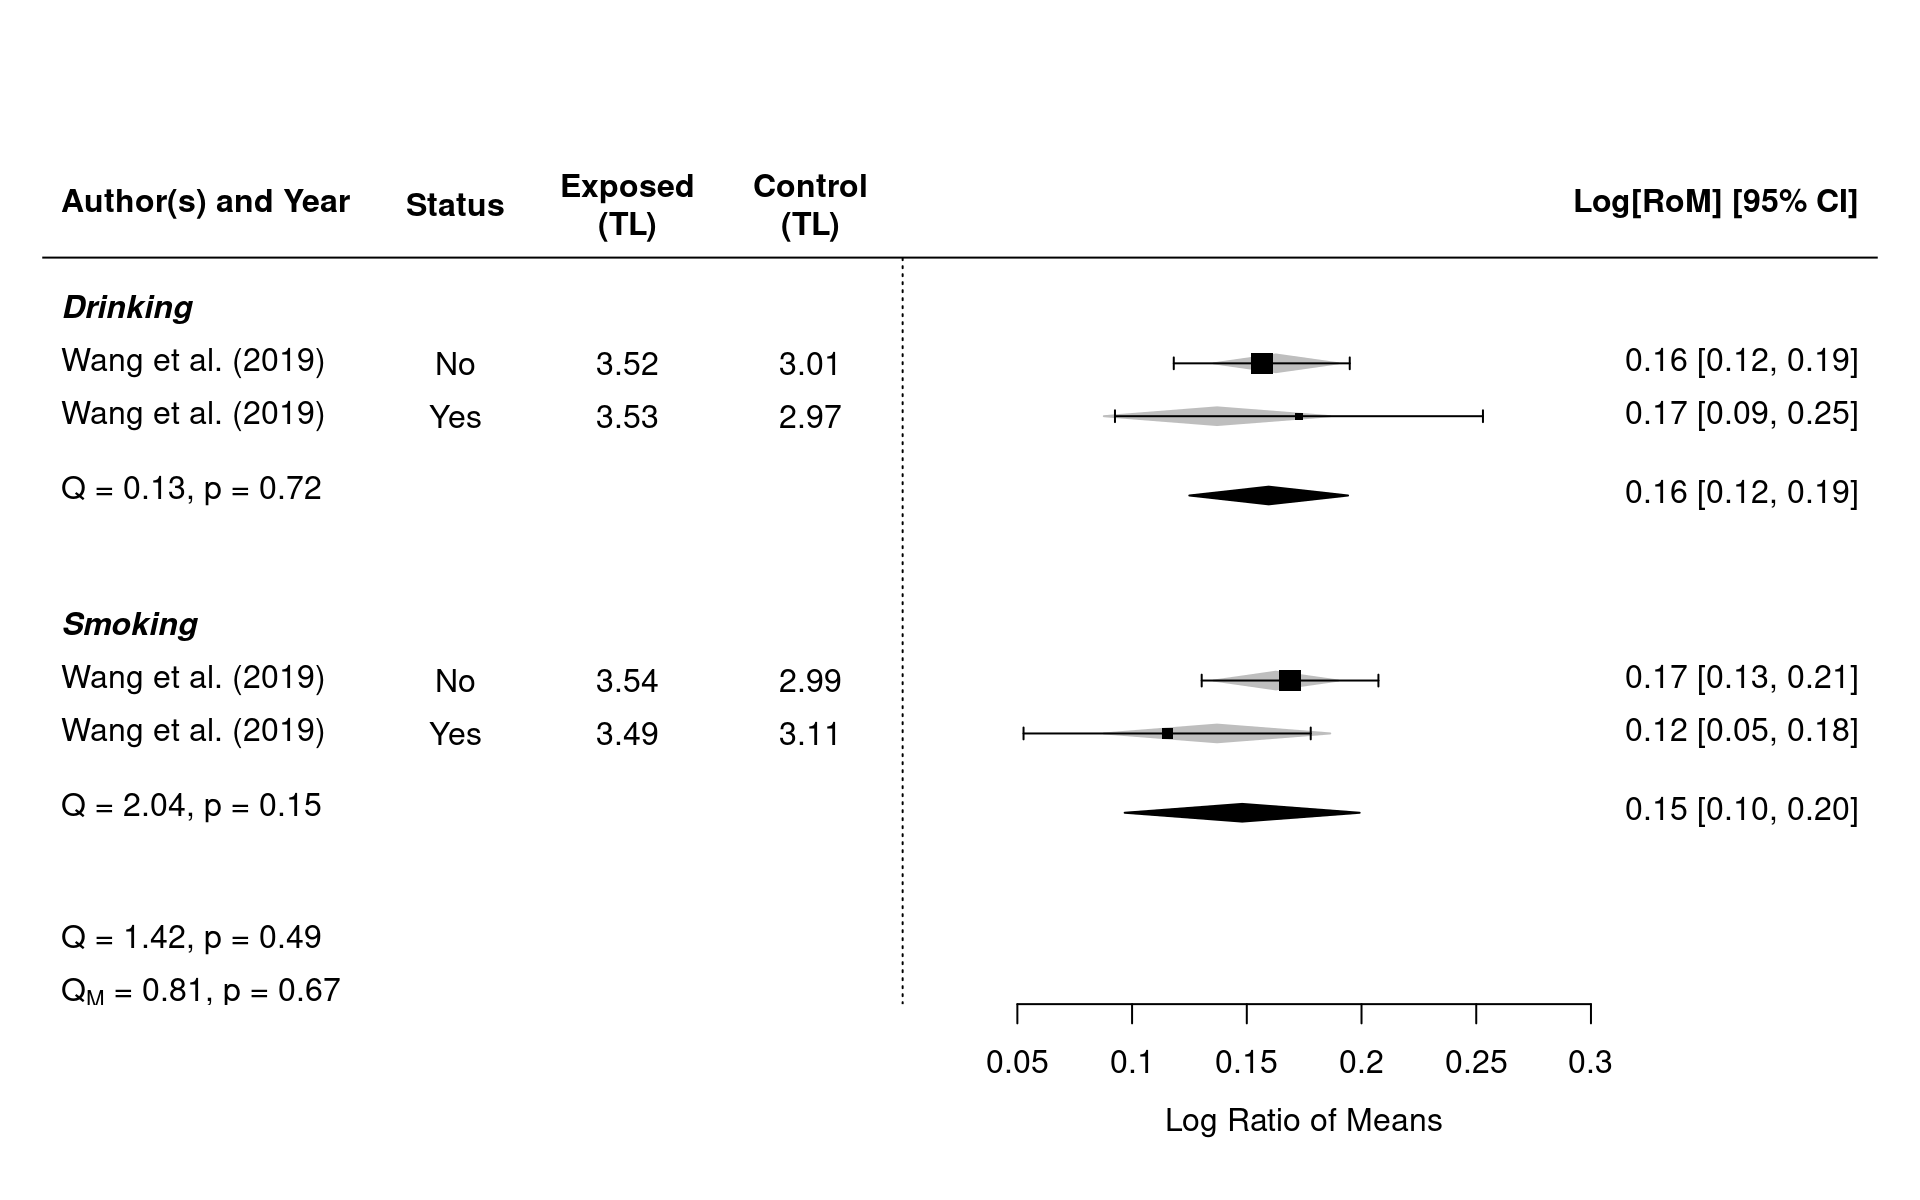 Author(s) and Year Status Exposed (TL) Control (TL) Log[RoM] [95% CI]
Drinking
Wang et al. (2019) No 3.52 3.01 0.16 [0.12, 0.19]
Wang et al. (2019) Yes 3.53 2.97 0.17 [0.09, 0.25]
Q = 0.13, p = 0.72 0.16 [0.12, 0.19]
Smoking
Wang et al. (2019) No 3.54 2.99 0.17 [0.13, 0.21]
Wang et al. (2019) Yes 3.49 3.11 0.12 [0.05, 0.18]
Q = 2.04, p = 0.15 0.15 [0.10, 0.20]
Q = 1.42, p = 0.49
QM = 0.81, p = 0.67
0.05 0.1 0.15 0.2 0.25 0.3
Log Ratio of Means